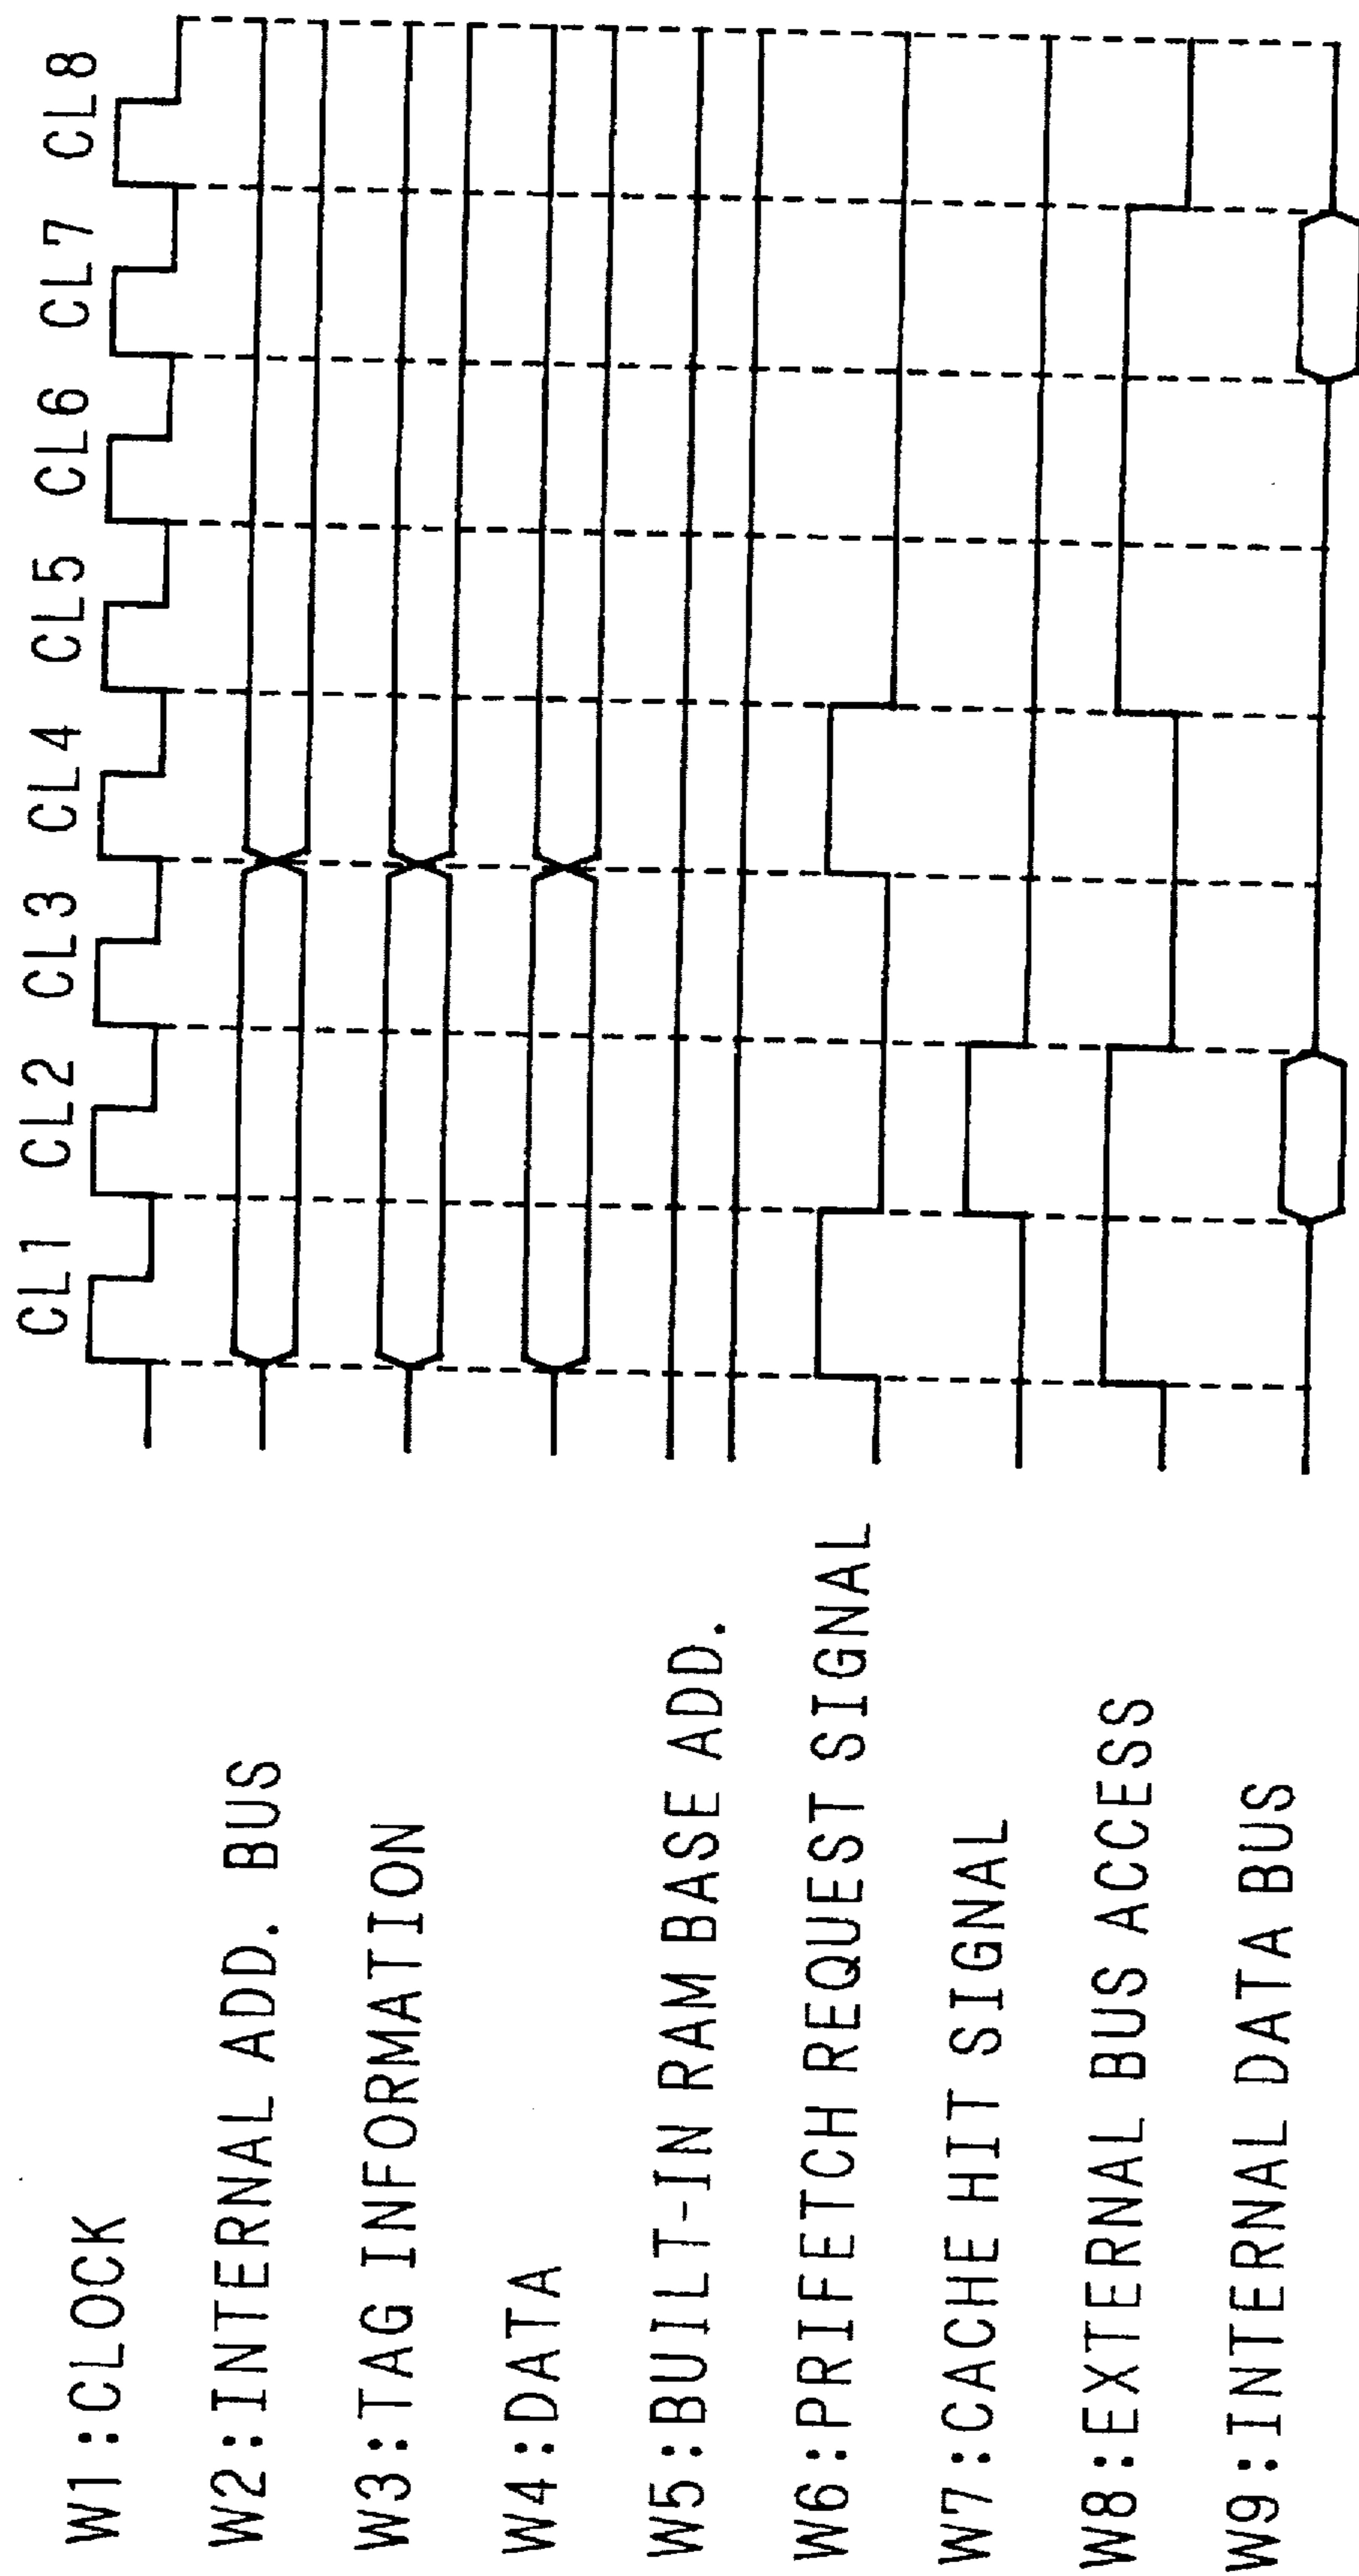 CL1 CL2 CL3 CL4 CL5 CL6 CL7 CL8
W1:CLOCK
W2:INTERNAL ADD. BUS
W3:TAG INFORMATION
W4:DATA
W5:BUILT-IN RAM BASE ADD.
W6:PRIFETCH REQUEST SIGNAL
W7:CACHE HIT SIGNAL
W8:EXTERNAL BUS ACCESS
W9:INTERNAL DATA BUS